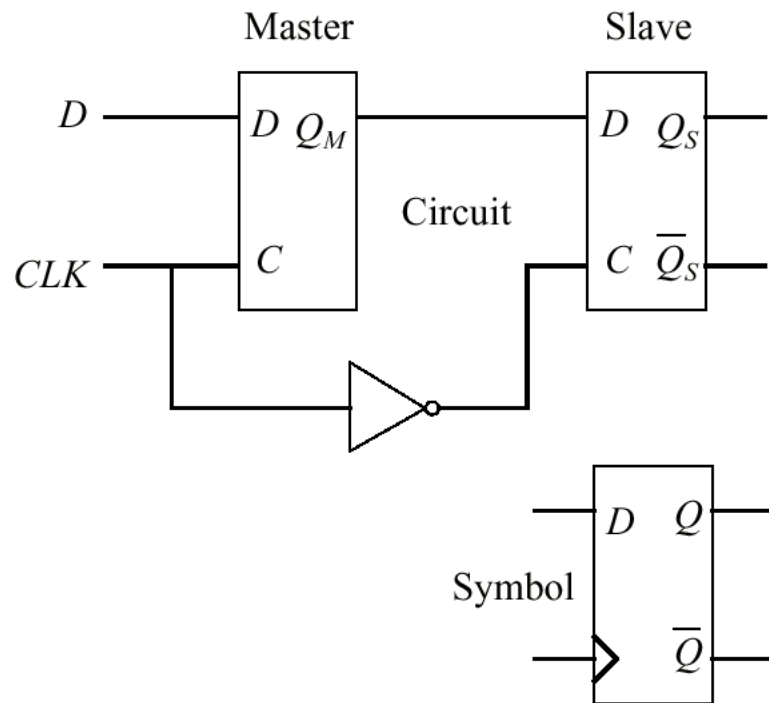 Master
Slave
D
D Q_M
D Q_S
Circuit
CLK
C
C Q̅_S
D Q
Symbol
Q̅